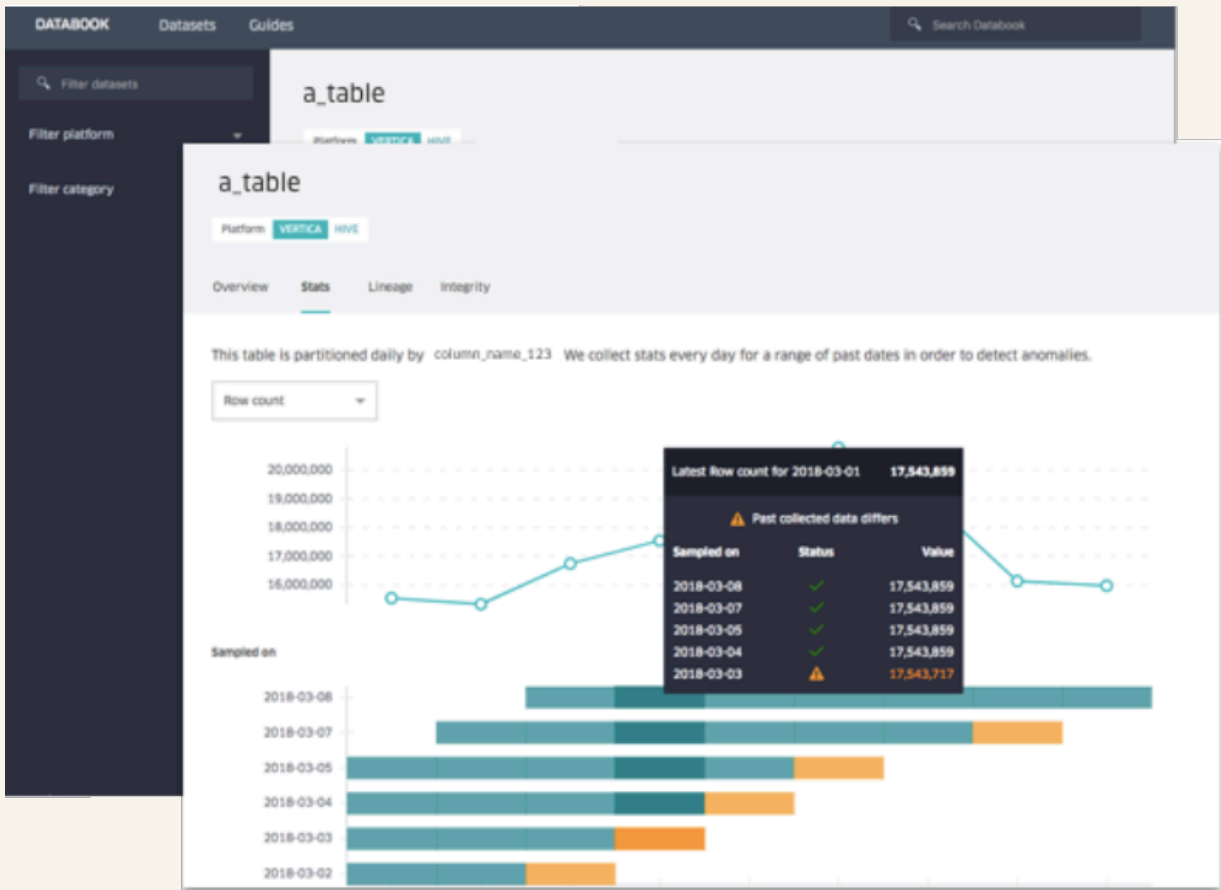 DATABOOK Datasets Guides Search Databook
Filter datasets
Filter platform
Filter category
a_table
Platform VERTICA HIVE
a_table
Platform VERTICA HIVE
Overview Stats Lineage Integrity
This table is partitioned daily by column_name_123 We collect stats every day for a range of past dates in order to detect anomalies.
Row count
20,000,000
19,000,000
18,000,000
17,000,000
16,000,000
Latest Row count for 2018-03-01 17,543,859
Past collected data differs
Sampled on Status Value
2018-03-08 17,543,859
2018-03-07 17,543,859
2018-03-05 17,543,859
2018-03-04 17,543,859
2018-03-03 17,543,717
Sampled on
2018-03-08
2018-03-07
2018-03-05
2018-03-04
2018-03-03
2018-03-02